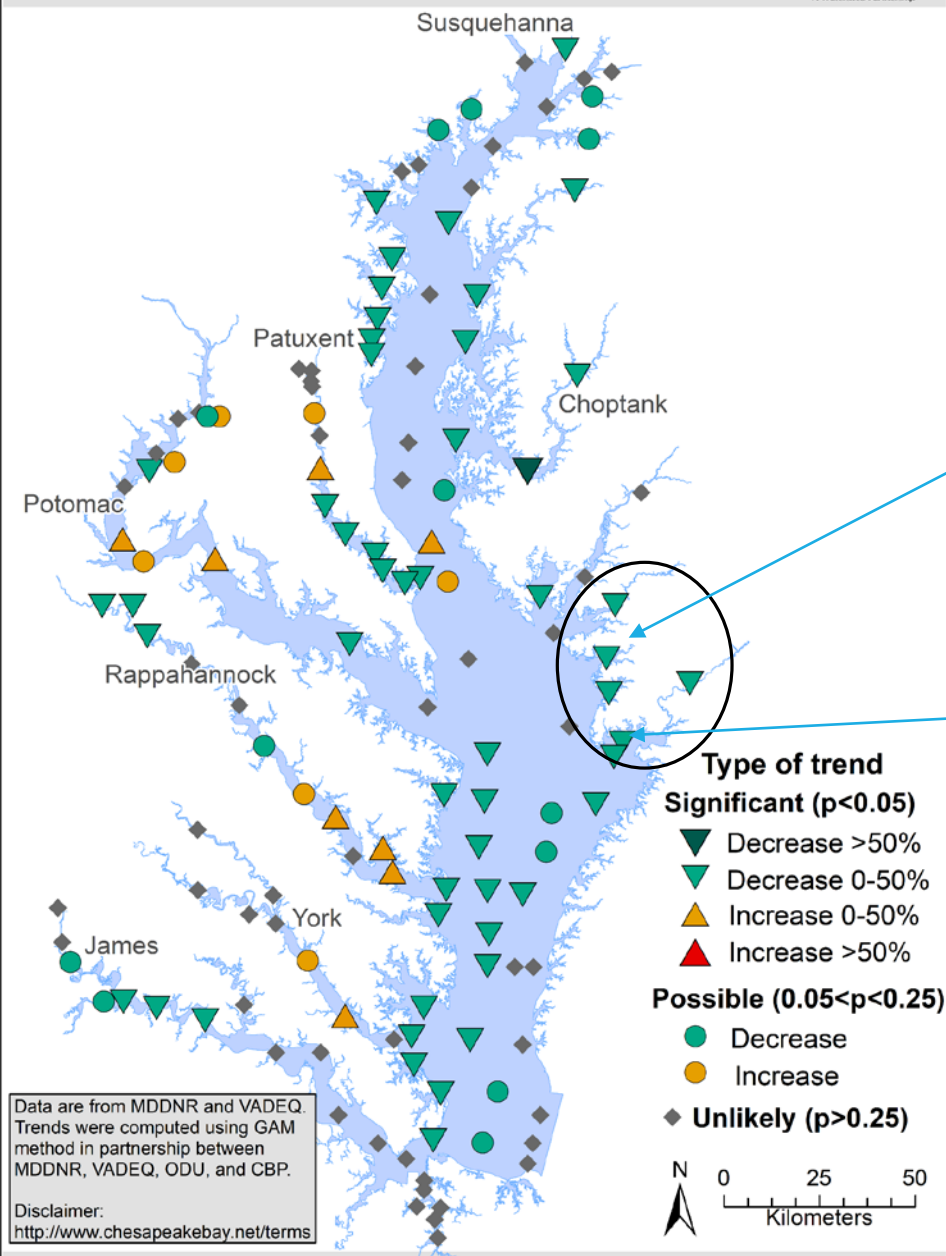 Susquehanna
Patuxent
Choptank
Potomac
Rappahannock
York
James
Type of trend
Significant (p<0.05)
Decrease >50%
Decrease 0-50%
Increase 0-50%
Increase >50%
Possible (0.05<p<0.25)
Decrease
Increase
Unlikely (p>0.25)
N
0 25 50
Kilometers
Data are from MDDNR and VADEQ.
Trends were computed using GAM
method in partnership between
MDDNR, VADEQ, ODU, and CBP.
Disclaimer:
http://www.chesapeakebay.net/terms